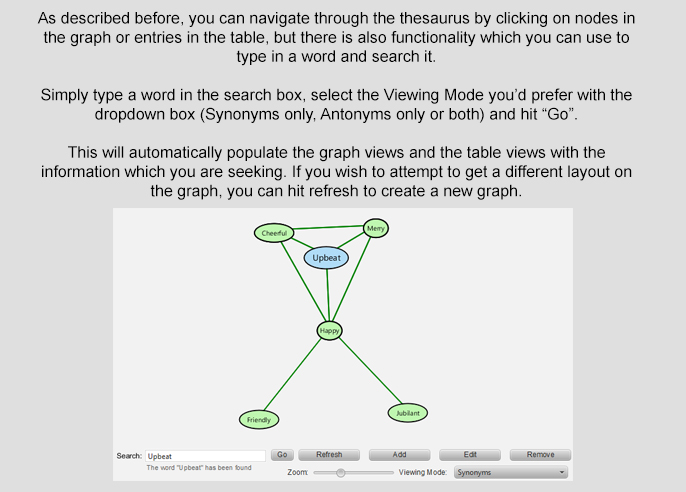 As described before, you can navigate through the thesaurus by clicking on nodes in
the graph or entries in the table, but there is also functionality which you can use to
type in a word and search it.
Simply type a word in the search box, select the Viewing Mode you'd prefer with the
dropdown box (Synonyms only, Antonyms only or both) and hit “Go”.
This will automatically populate the graph views and the table views with the
information which you are seeking. If you wish to attempt to get a different layout on
the graph, you can hit refresh to create a new graph.
Cheerful
Merry
Upbeat
Happy
Friendly
Jubilant
Search: Upbeat Go Refresh Add Edit Remove
The word "Upbeat" has been found
Zoom: Viewing Mode: Synonyms